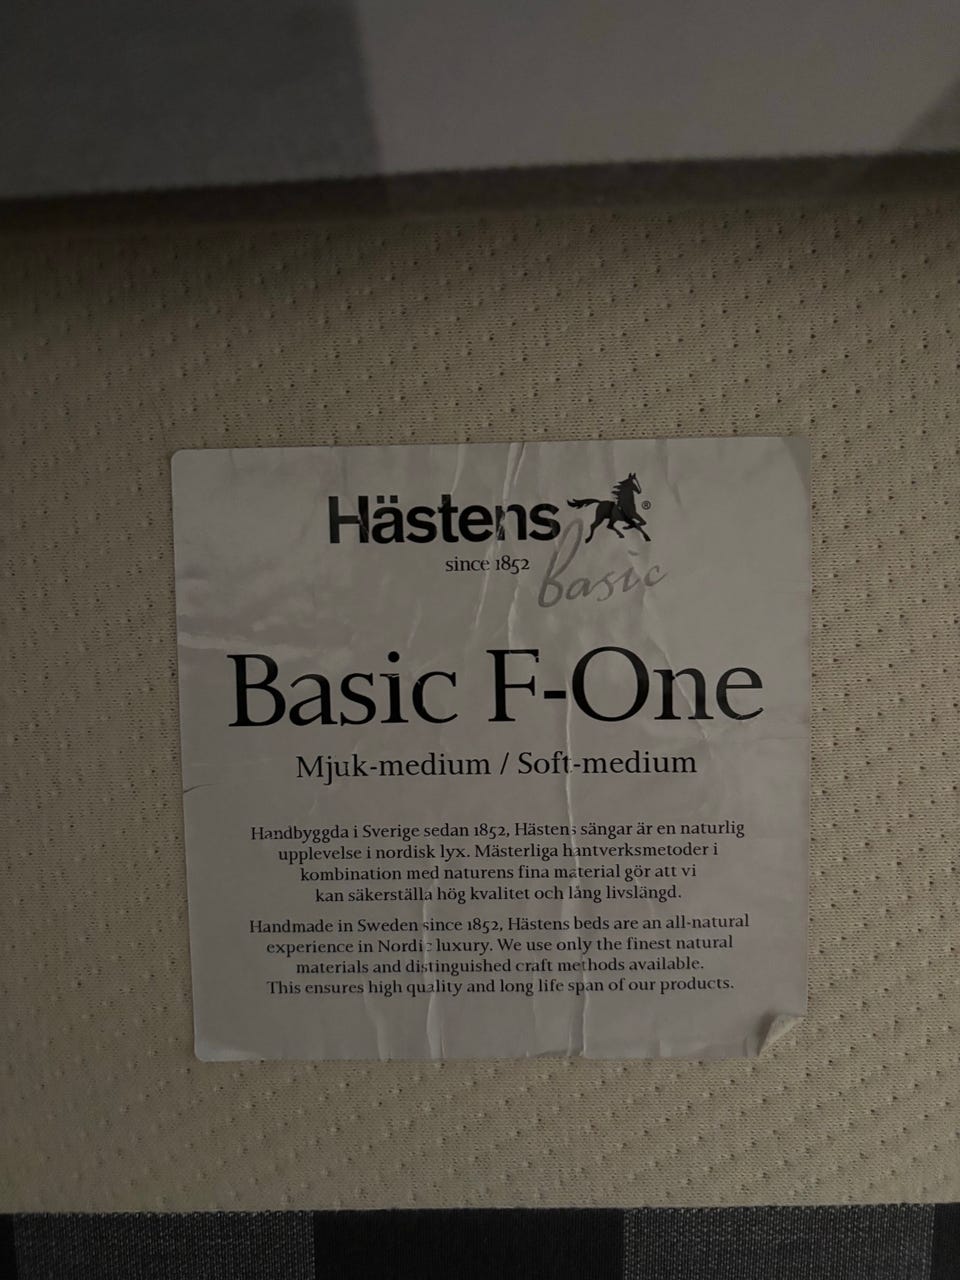 Hästens®
since 1852
basic
Basic F-One
Mjuk-medium / Soft-medium
Handbyggda i Sverige sedan 1852, Hästens sängar är en naturlig
upplevelse i nordisk lyx. Mästerliga hantverksmetoder i
kombination med naturens fina material gör att vi
kan säkerställa hög kvalitet och lång livslängd.
Handmade in Sweden since 1852, Hästens beds are an all-natural
experience in Nordic luxury. We use only the finest natural
materials and distinguished craft methods available.
This ensures high quality and long life span of our products.